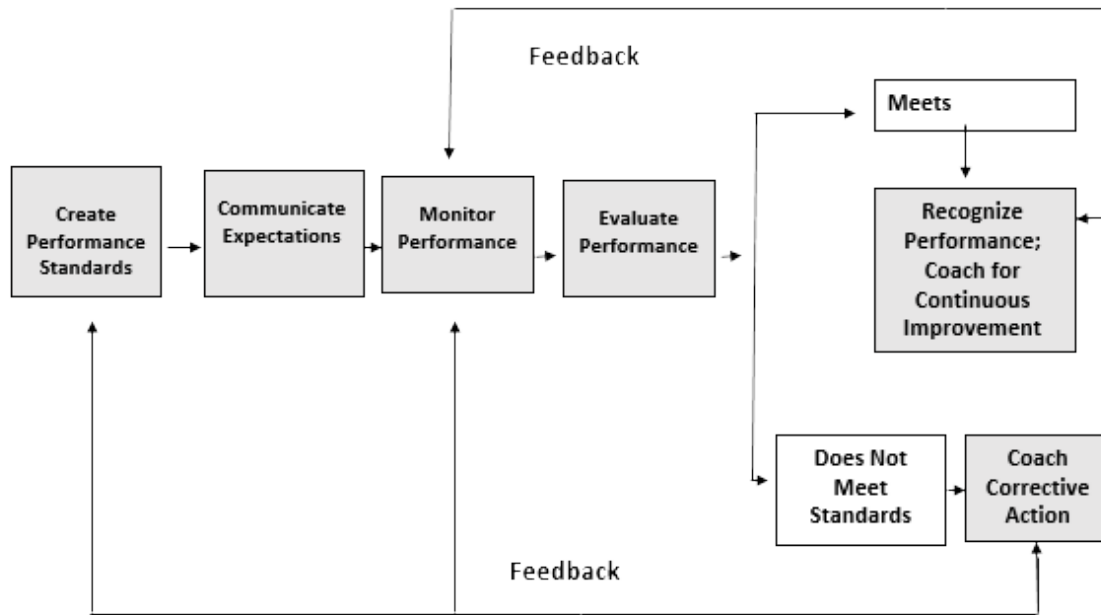 Feedback
Meets
Create
Performance
Standards
Communicate
Expectations
Monitor
Performance
Evaluate
Performance
Recognize
Performance;
Coach for
Continuous
Improvement
Does Not
Meet
Standards
Coach
Corrective
Action
Feedback